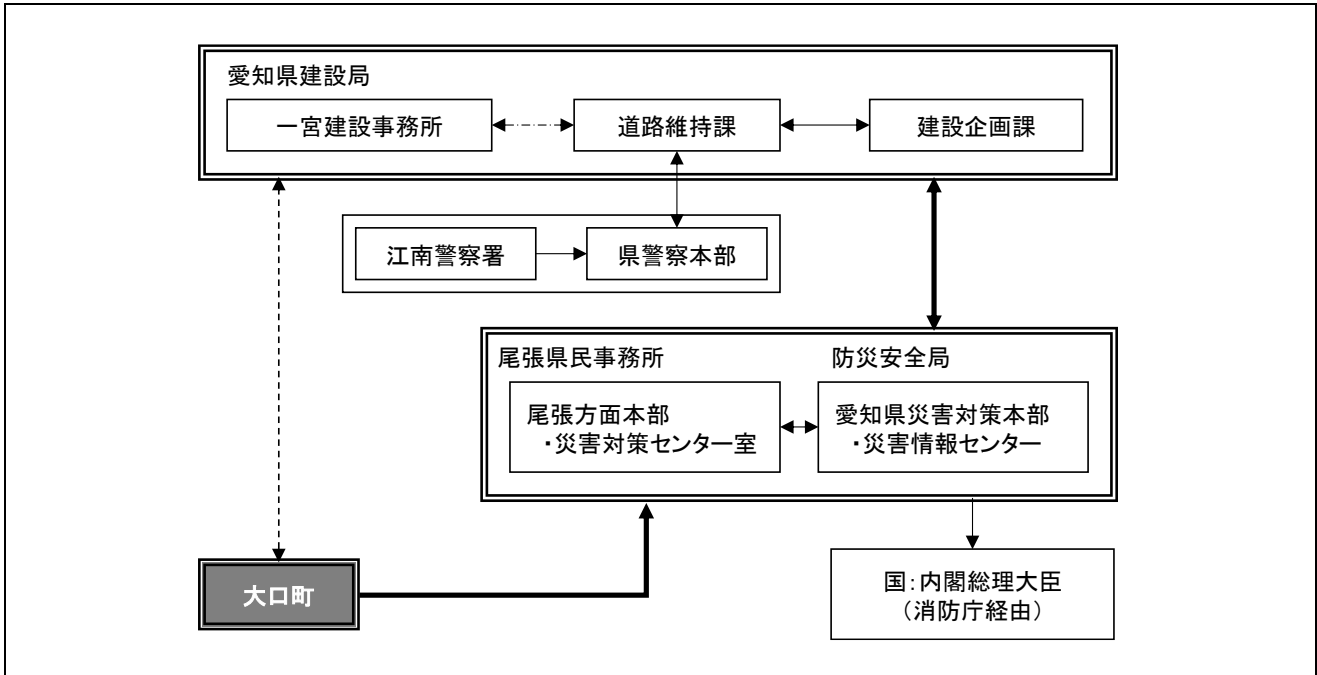 愛知県建設局
一宮建設事務所
道路維持課
建設企画課
江南警察署
県警察本部
尾張県民事務所
防災安全局
尾張方面本部
・災害対策センター室
愛知県災害対策本部
・災害情報センター
大口町
国:内閣総理大臣
(消防庁経由)